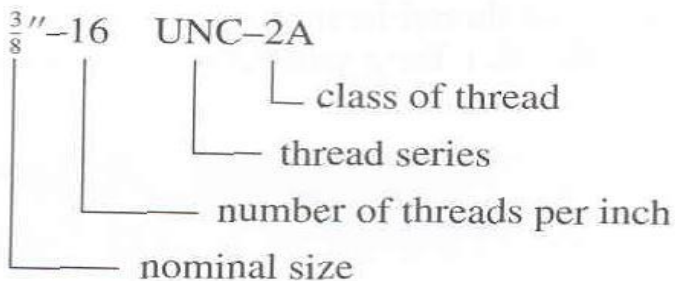 3/8″–16 UNC–2A
class of thread
thread series
number of threads per inch
nominal size